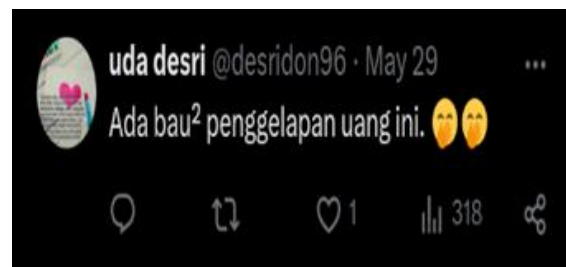 uda desri @desridon96 · May 29
Ada bau² penggelapan uang ini. 🤭🤭
1 318